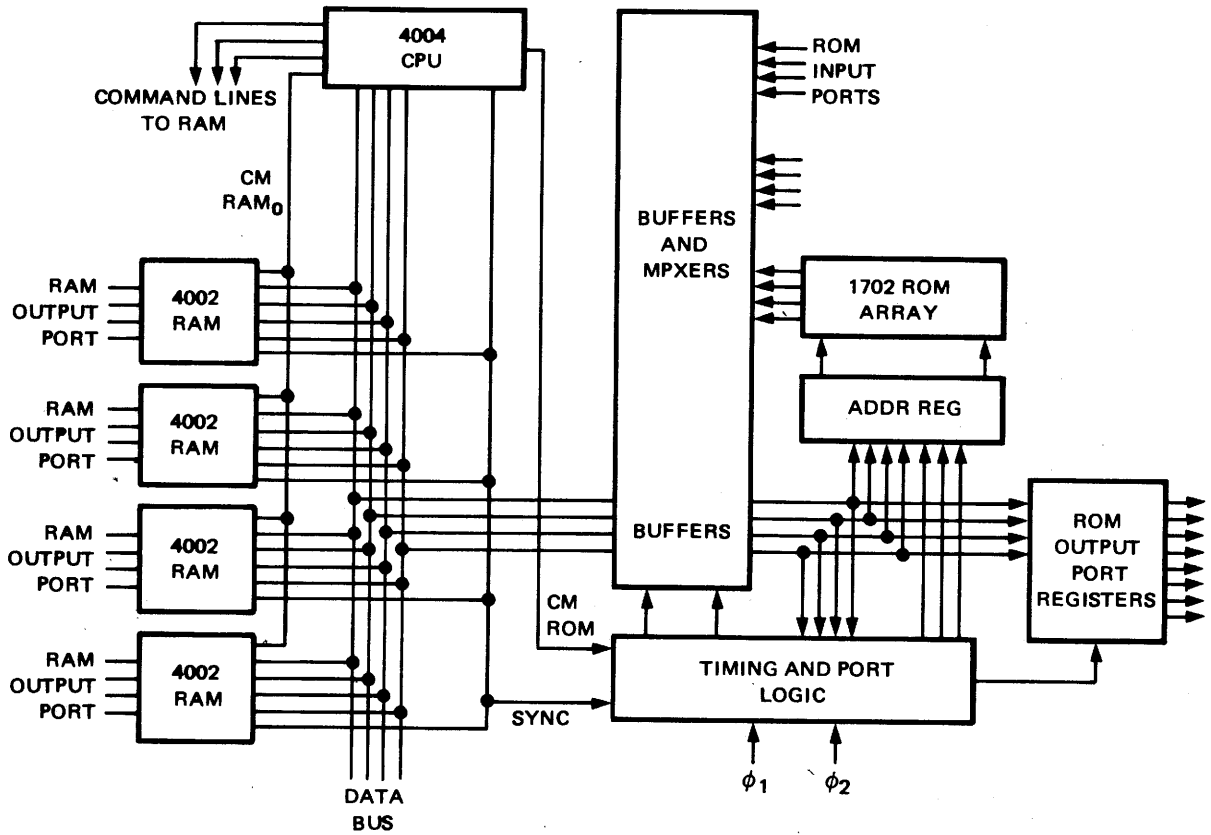 4004
CPU
COMMAND LINES
TO RAM
CM
RAM0
ROM
INPUT
PORTS
BUFFERS
AND
MPXERS
BUFFERS
1702 ROM
ARRAY
ADDR REG
ROM
OUTPUT
PORT
REGISTERS
RAM
OUTPUT
PORT
4002
RAM
RAM
OUTPUT
PORT
4002
RAM
RAM
OUTPUT
PORT
4002
RAM
RAM
OUTPUT
PORT
4002
RAM
CM
ROM
SYNC
TIMING AND PORT
LOGIC
ϕ1
ϕ2
DATA
BUS